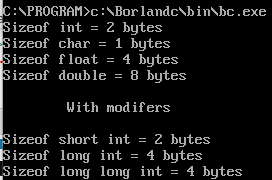 C:\PROGRAM>c:\Borlandc\bin\bc.exe
Sizeof int = 2 bytes
Sizeof char = 1 bytes
Sizeof float = 4 bytes
Sizeof double = 8 bytes
With modifers
Sizeof short int = 2 bytes
Sizeof long int = 4 bytes
Sizeof long long int = 4 bytes